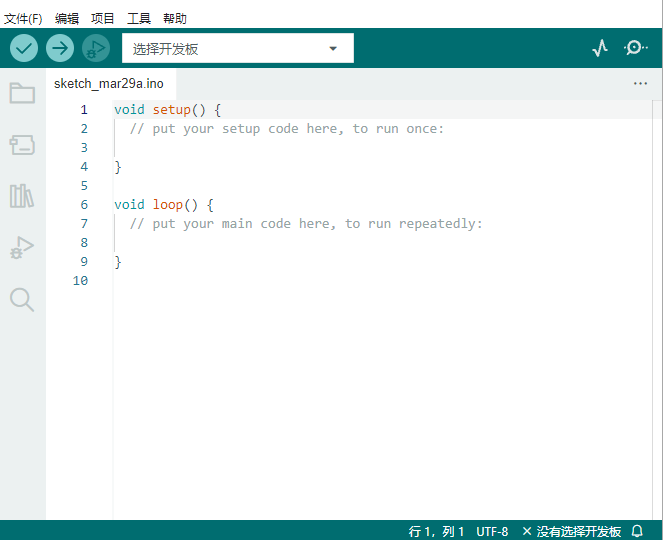 文件(F) 编辑 项目 工具 帮助
选择开发板
sketch_mar29a.ino
1 void setup() {
2 // put your setup code here, to run once:
3
4 }
5
6 void loop() {
7 // put your main code here, to run repeatedly:
8
9 }
10
行 1，列 1 UTF-8 × 没有选择开发板